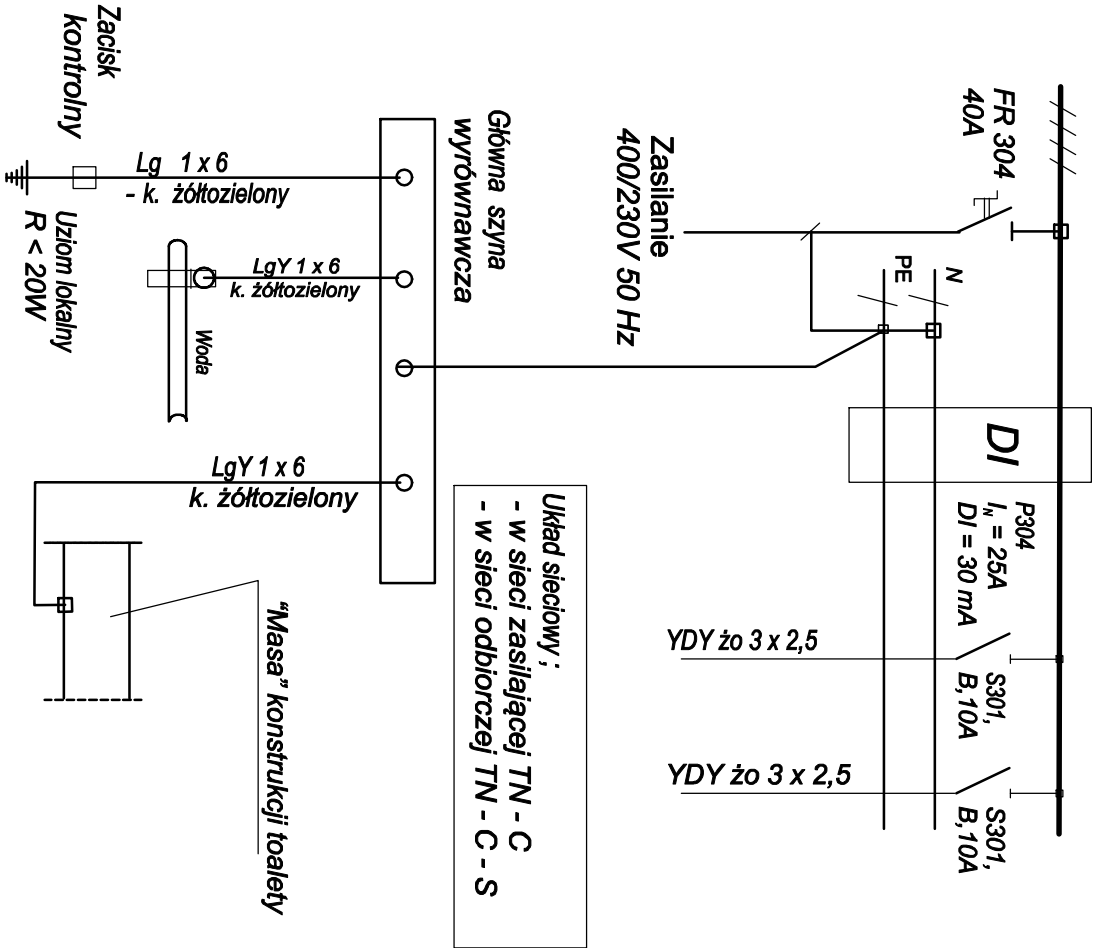 FR 304
40A
N
PE
Zasilanie
400/230V 50 Hz
DI
P304
I_N = 25A
DI = 30 mA
S301,
B,10A
S301,
B,10A
YDY żo 3 x 2,5
YDY żo 3 x 2,5
Główna szyna
wyrównawcza
Układ sieciowy ;
- w sieci zasilającej TN - C
- w sieci odbiorczej TN - C - S
Zacisk
kontrolny
Lg 1 x 6
- k. żółtozielony
Uziom lokalny
R < 20W
LgY 1 x 6
k. żółtozielony
Woda
LgY 1 x 6
k. żółtozielony
"Masa" konstrukcji toalety